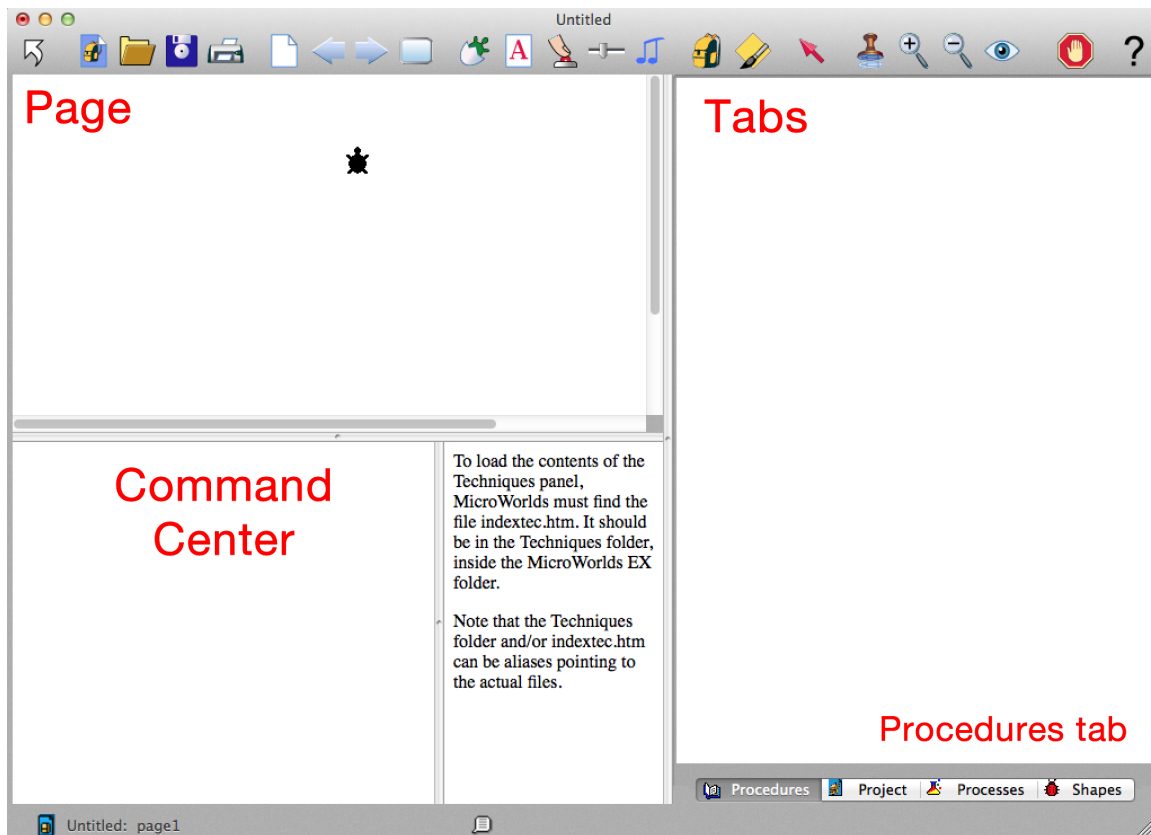 Untitled
A
?
Page
Tabs
Command
Center
To load the contents of the
Techniques panel,
MicroWorlds must find the
file indextec.htm. It should
be in the Techniques folder,
inside the MicroWorlds EX
folder.
Note that the Techniques
folder and/or indextec.htm
can be aliases pointing to
the actual files.
Procedures tab
Procedures Project Processes Shapes
Untitled: page1